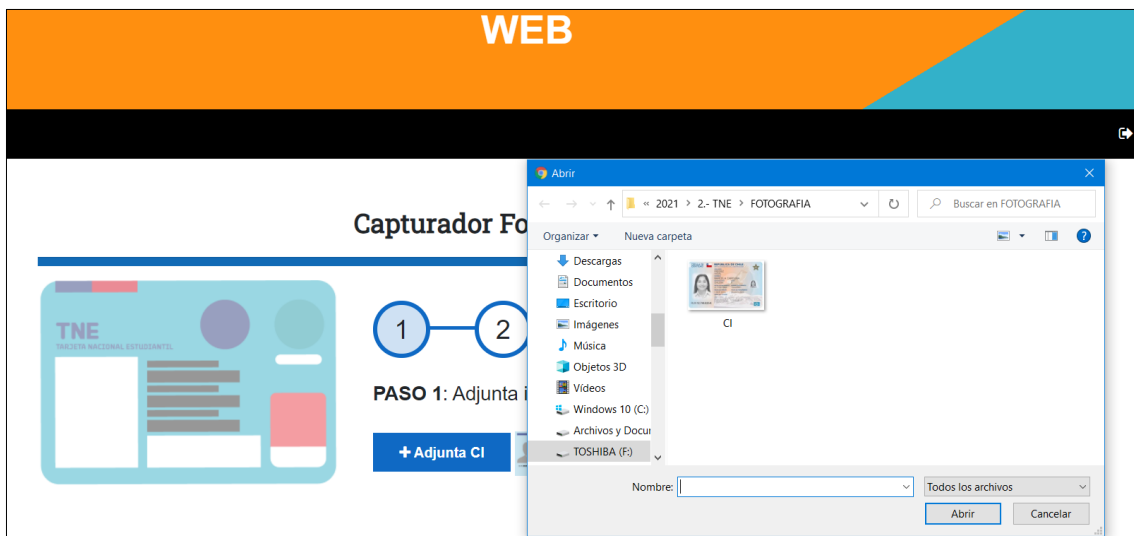 WEB
Capturador Fo
TNE
TARJETA NACIONAL ESTUDIANTIL
1
2
PASO 1: Adjunta i
+ Adjunta CI
Abrir
« 2021 > 2.- TNE > FOTOGRAFIA
Buscar en FOTOGRAFIA
Organizar
Nueva carpeta
Descargas
Documentos
Escritorio
Imágenes
Música
Objetos 3D
Vídeos
Windows 10 (C:)
Archivos y Docur
TOSHIBA (F:)
CI
Nombre:
Todos los archivos
Abrir
Cancelar